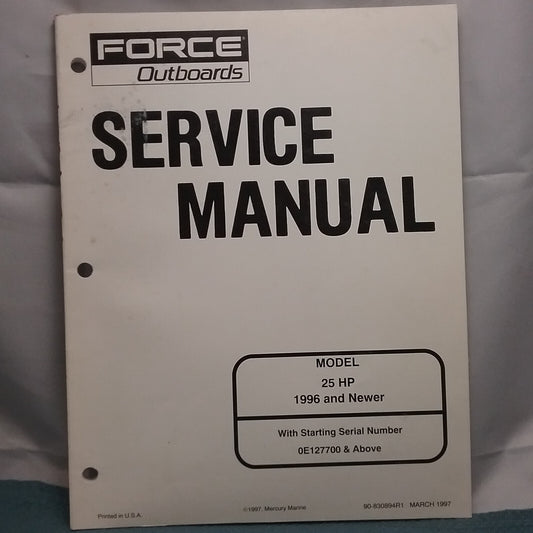 FORCE
Outboards
SERVICE
MANUAL
MODEL
25 HP
1996 and Newer
With Starting Serial Number
0E127700 & Above
Printed in U.S.A. ©1997, Mercury Marine 90-830894R1 MARCH 1997